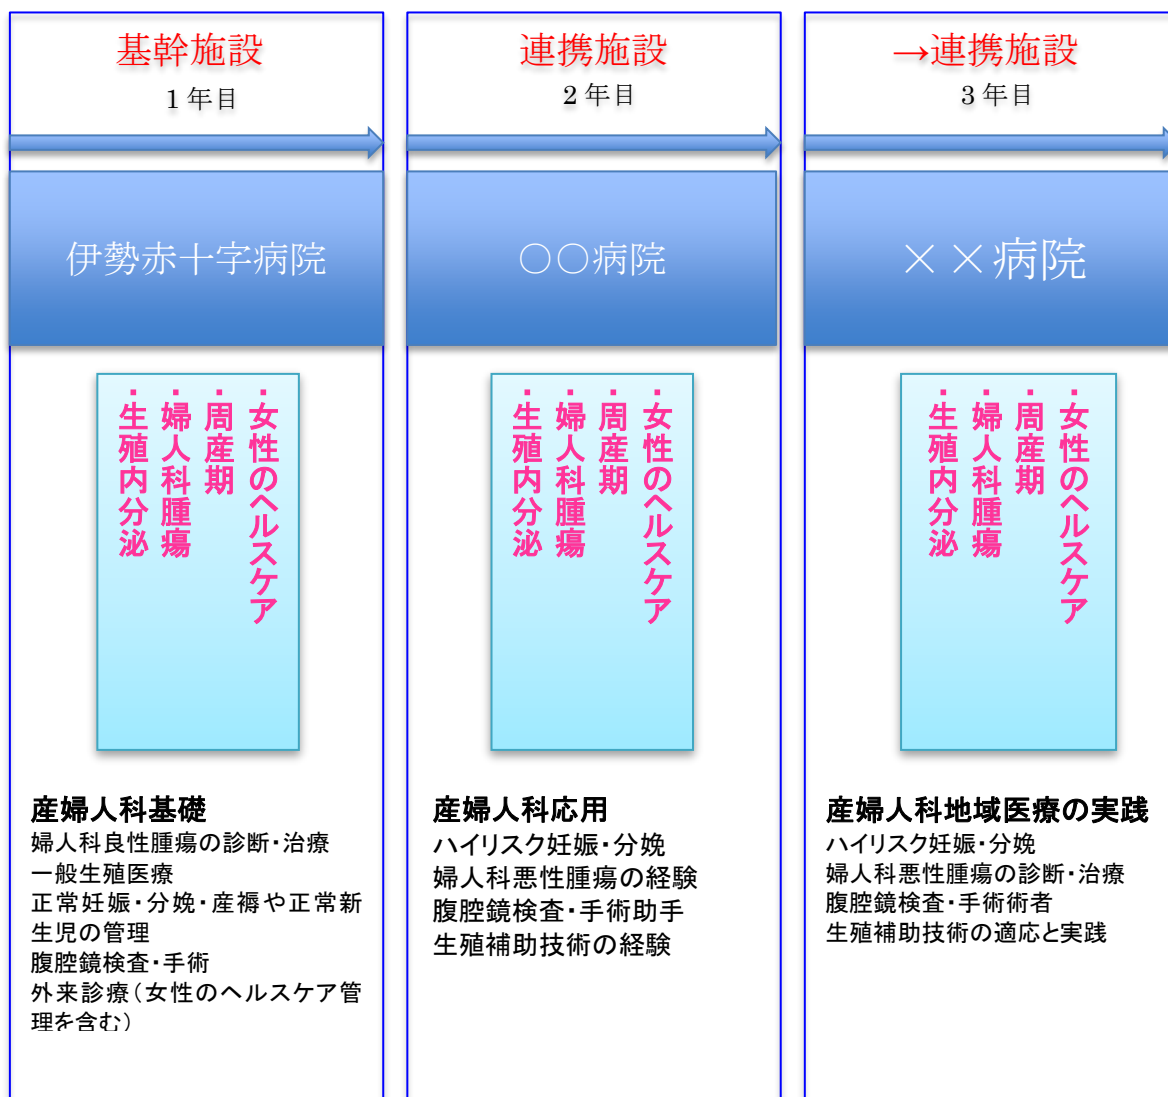 基幹施設
1年目
伊勢赤十字病院
・女性のヘルスケア
・周産期
・婦人科腫瘍
・生殖内分泌
産婦人科基礎
婦人科良性腫瘍の診断・治療
一般生殖医療
正常妊娠・分娩・産褥や正常新
生児の管理
腹腔鏡検査・手術
外来診療(女性のヘルスケア管
理を含む)
連携施設
2年目
○○病院
・女性のヘルスケア
・周産期
・婦人科腫瘍
・生殖内分泌
産婦人科応用
ハイリスク妊娠・分娩
婦人科悪性腫瘍の経験
腹腔鏡検査・手術助手
生殖補助技術の経験
→連携施設
3年目
××病院
・女性のヘルスケア
・周産期
・婦人科腫瘍
・生殖内分泌
産婦人科地域医療の実践
ハイリスク妊娠・分娩
婦人科悪性腫瘍の診断・治療
腹腔鏡検査・手術術者
生殖補助技術の適応と実践